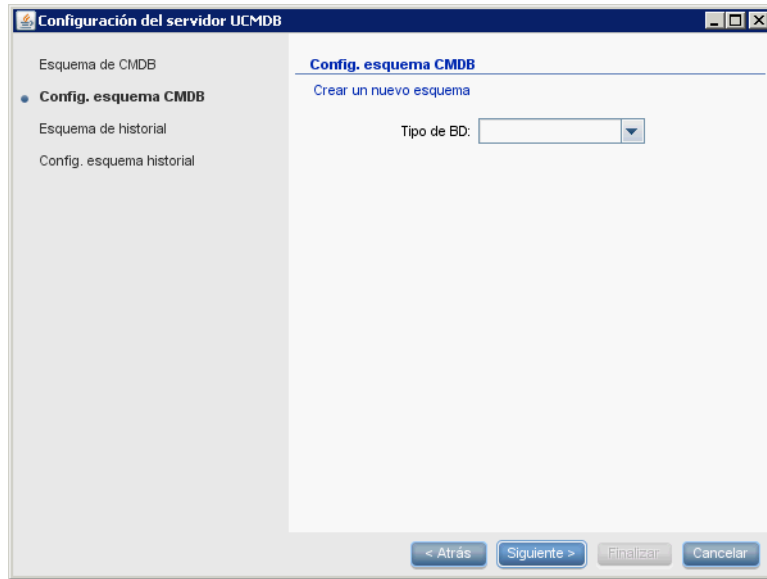 Configuración del servidor UCMDB
Esquema de CMDB
Config. esquema CMDB
Esquema de historial
Config. esquema historial
Config. esquema CMDB
Crear un nuevo esquema
Tipo de BD:
< Atrás
Siguiente >
Finalizar
Cancelar